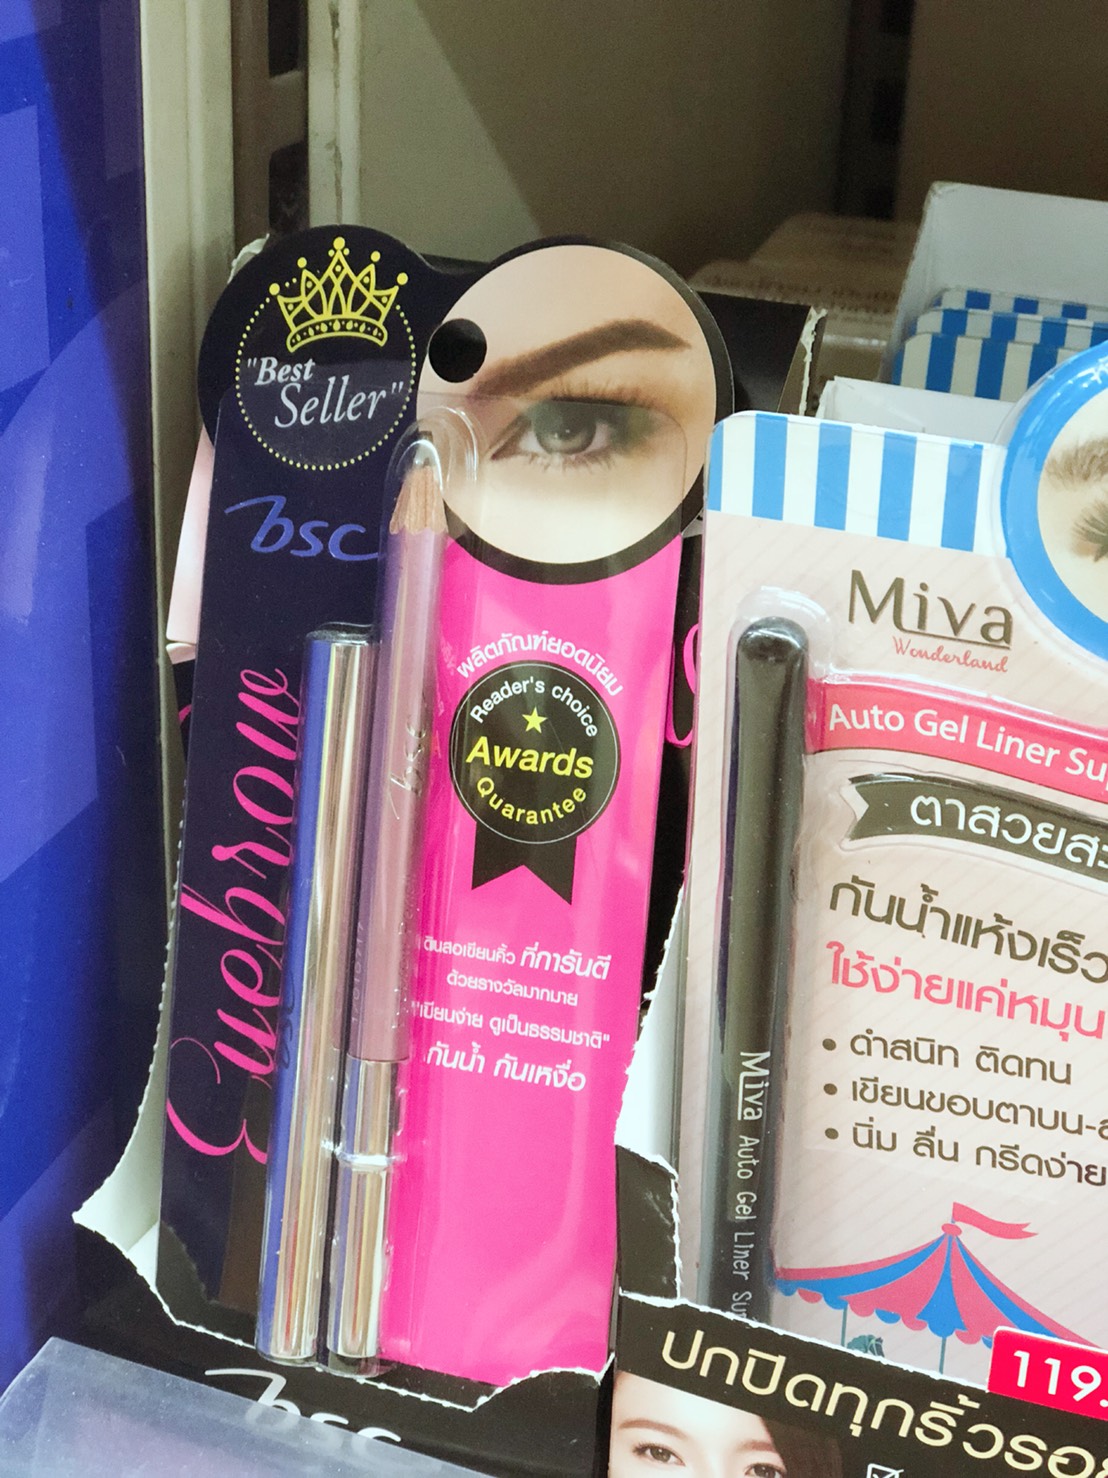 "Best
Seller"
bsc
Eyebrow
ผลิตภัณฑ์ยอดนิยม
Reader's choice
Awards
Quarantee
ดินสอเขียนคิ้ว ที่การันตี
ด้วยรางวัลมากมาย
"เขียนง่าย ดูเป็นธรรมชาติ"
กันน้ำ กันเหงื่อ
bsc
bsc
Miva
Wonderland
Auto Gel Liner Su
ตาสวยสะ
กันน้ำแห้งเร็ว
ใช้ง่ายแค่หมุน
• ดำสนิท ติดทน
• เขียนขอบตาบน-ล
• นิ่ม ลื่น กรีดง่าย
Miva Auto Gel Liner Sup
ปกปิดทุกริ้วรอย
119.